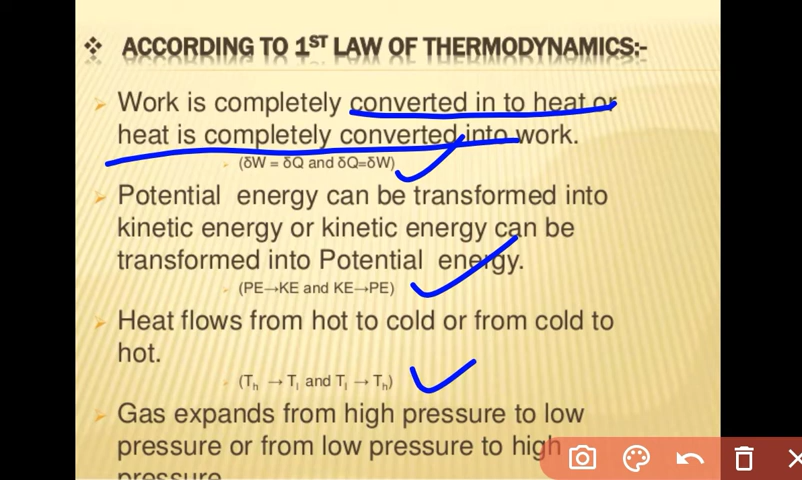 ACCORDING TO 1ST LAW OF THERMODYNAMICS:-
Work is completely converted in to heat or
heat is completely converted into work.
(δW = δQ and δQ=δW)
Potential energy can be transformed into
kinetic energy or kinetic energy can be
transformed into Potential energy.
(PE→KE and KE→PE)
Heat flows from hot to cold or from cold to
hot.
(Th → Tl and Tl → Th)
Gas expands from high pressure to low
pressure or from low pressure to high
pressure